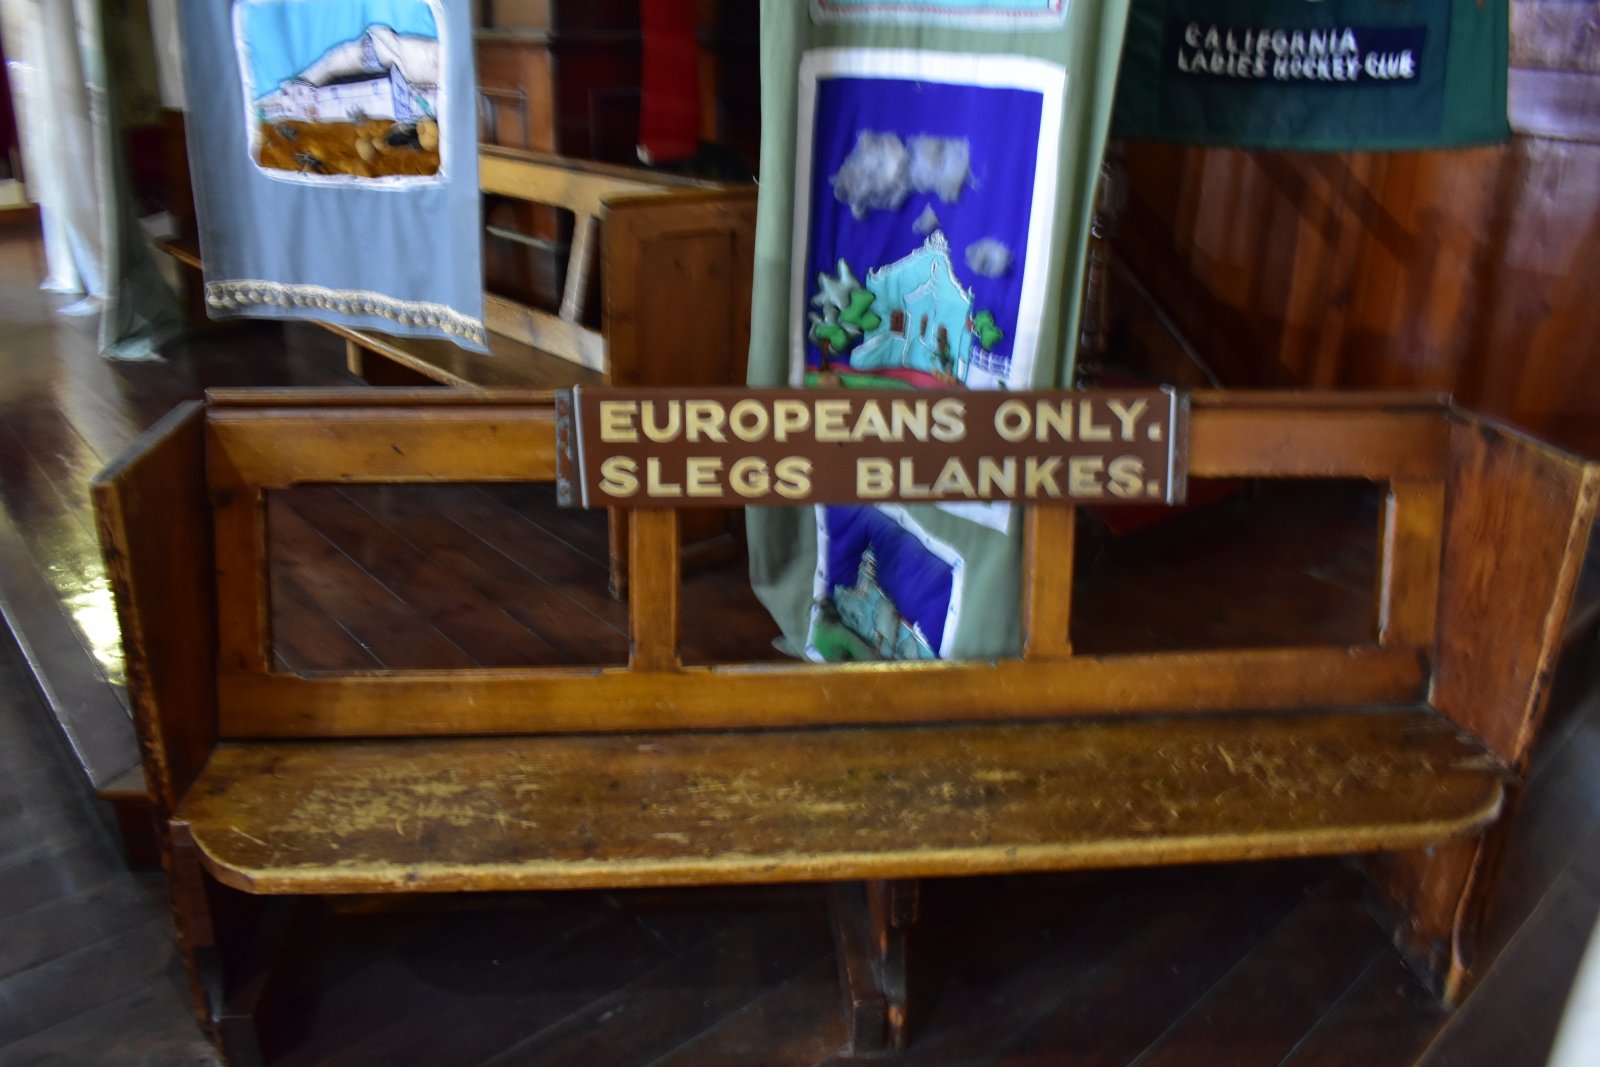 CALIFORNIA
LADIES HOCKEY CLUB
EUROPEANS ONLY.
SLEGS BLANKES.